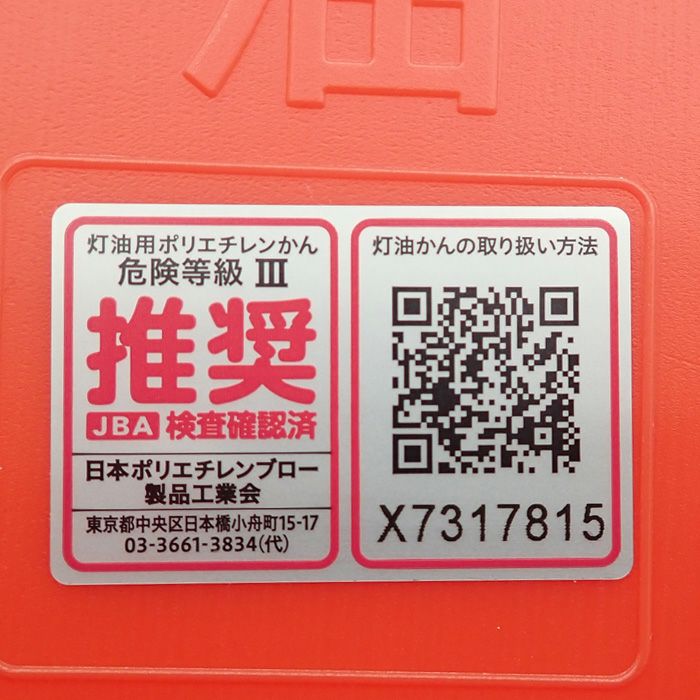 油
灯油用ポリエチレンかん
危険等級 Ⅲ
推奨
JBA 検査確認済
日本ポリエチレンブロー
製品工業会
東京都中央区日本橋小舟町15-17
03-3661-3834(代)
灯油かんの取り扱い方法
X7317815